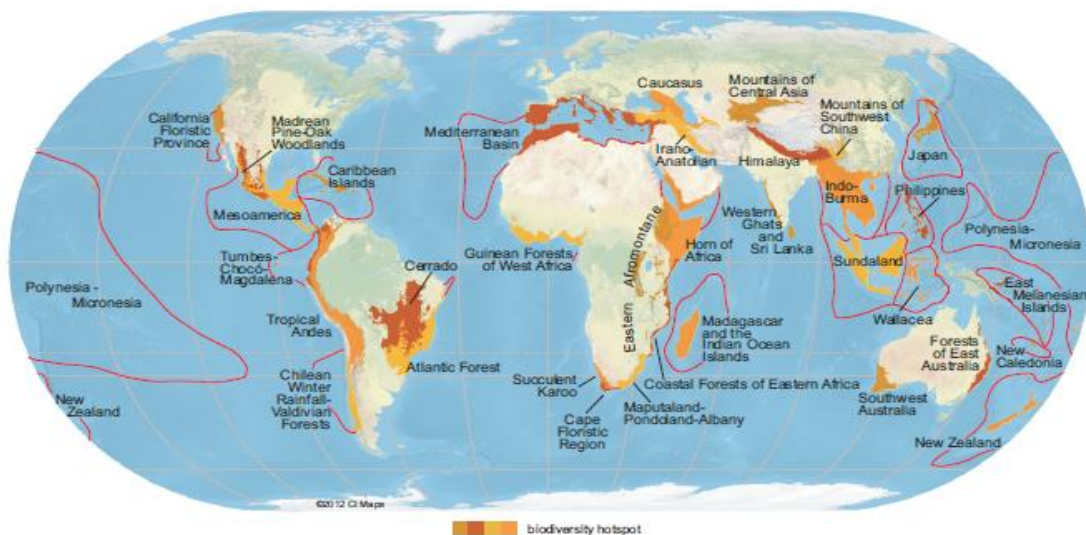 California
Floristic
Province
Madrean
Pine-Oak
Woodlands
Caribbean
Islands
Mesoamerica
Tumbes-
Chocó-
Magdalena
Polynesia -
Micronesia
Cerrado
Tropical
Andes
Atlantic Forest
Chilean
Winter
Rainfall-
Valdivian
Forests
New
Zealand
Mediterranean
Basin
Caucasus
Irano-
Anatolian
Mountains of
Central Asia
Mountains of
Southwest
China
Himalaya
Japan
Indo-
Burma
Philippines
Western
Ghats
and
Sri Lanka
Polynesia-
Micronesia
Guinean Forests
of West Africa
Eastern Afromontane
Horn of
Africa
Sundaland
Wallacea
East
Melanesian
Islands
Madagascar
and the
Indian Ocean
Islands
Coastal Forests of Eastern Africa
Succulent
Karoo
Cape
Floristic
Region
Maputaland-
Pondoland-Albany
Forests
of East
Australia
New
Caledonia
Southwest
Australia
New Zealand
©2012 CI Maps
biodiversity hotspot